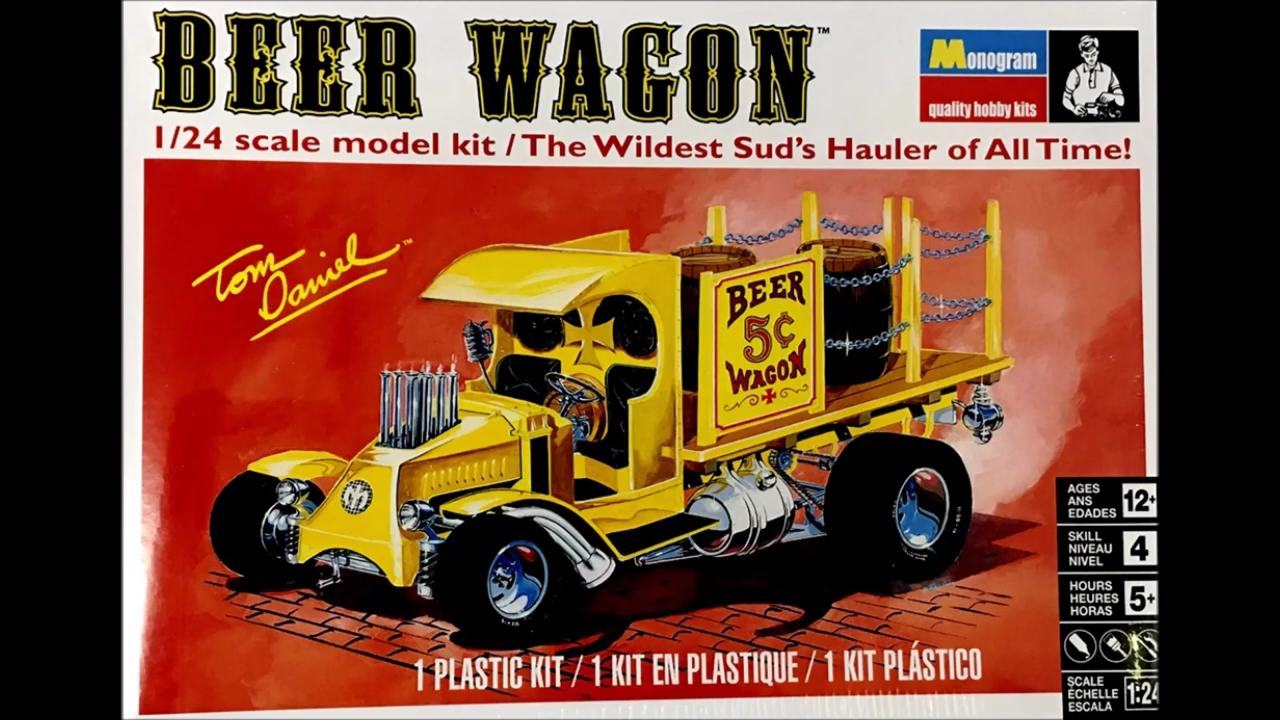 BEER WAGON™
Monogram
quality hobby kits
1/24 scale model kit / The Wildest Sud's Hauler of All Time!
Tom Daniel™
BEER
5¢
WAGON
M
AGES
ANS
EDADES
12+
SKILL
NIVEAU
NIVEL
4
HOURS
HEURES
HORAS
5+
1 PLASTIC KIT / 1 KIT EN PLASTIQUE / 1 KIT PLÁSTICO
SCALE
ÉCHELLE
ESCALA
1:24